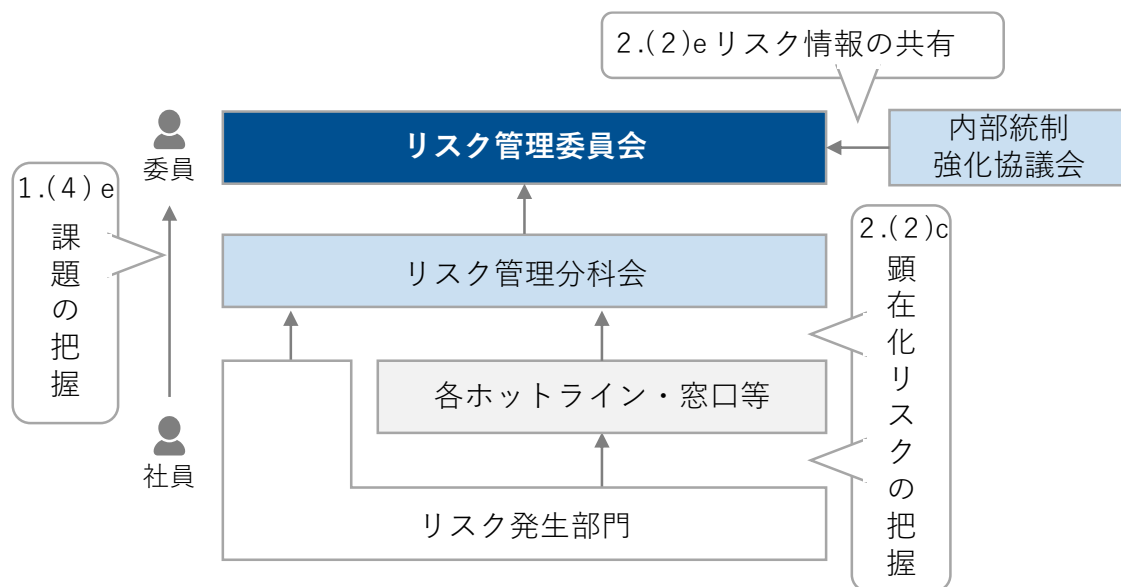 2.(2)eリスク情報の共有
リスク管理委員会
内部統制
強化協議会
委員
1.(4)e
課題の把握
2.(2)c
顕在化リスクの把握
リスク管理分科会
各ホットライン・窓口等
社員
リスク発生部門